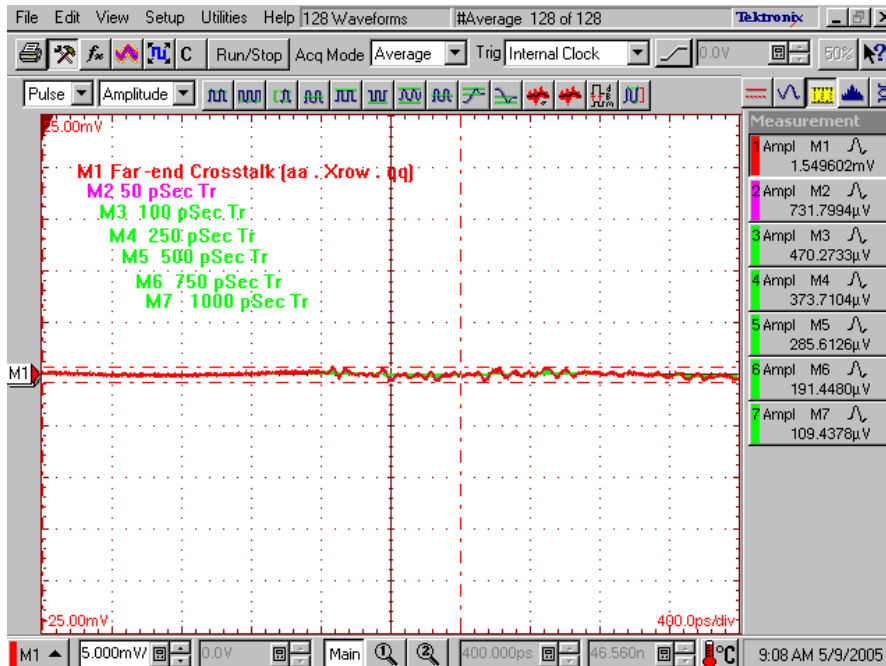 File Edit View Setup Utilities Help 128 Waveforms #Average 128 of 128 Tektronix
C Run/Stop Acq Mode Average Trig Internal Clock 0.0V 50%
Pulse Amplitude
25.00mV
M1 Far-end Crosstalk (aa . Xrow . qq)
M2 50 pSec Tr
M3 100 pSec Tr
M4 250 pSec Tr
M5 500 pSec Tr
M6 750 pSec Tr
M7 1000 pSec Tr
M1
-25.00mV
400.0ps/div
Measurement
1 Ampl M1
1.549602mV
2 Ampl M2
731.7994µV
3 Ampl M3
470.2733µV
4 Ampl M4
373.7104µV
5 Ampl M5
285.6126µV
6 Ampl M6
191.4480µV
7 Ampl M7
109.4378µV
M1 5.000mV/ 0.0V Main 1 2 400.000ps 46.560n °C 9:08 AM 5/9/2005